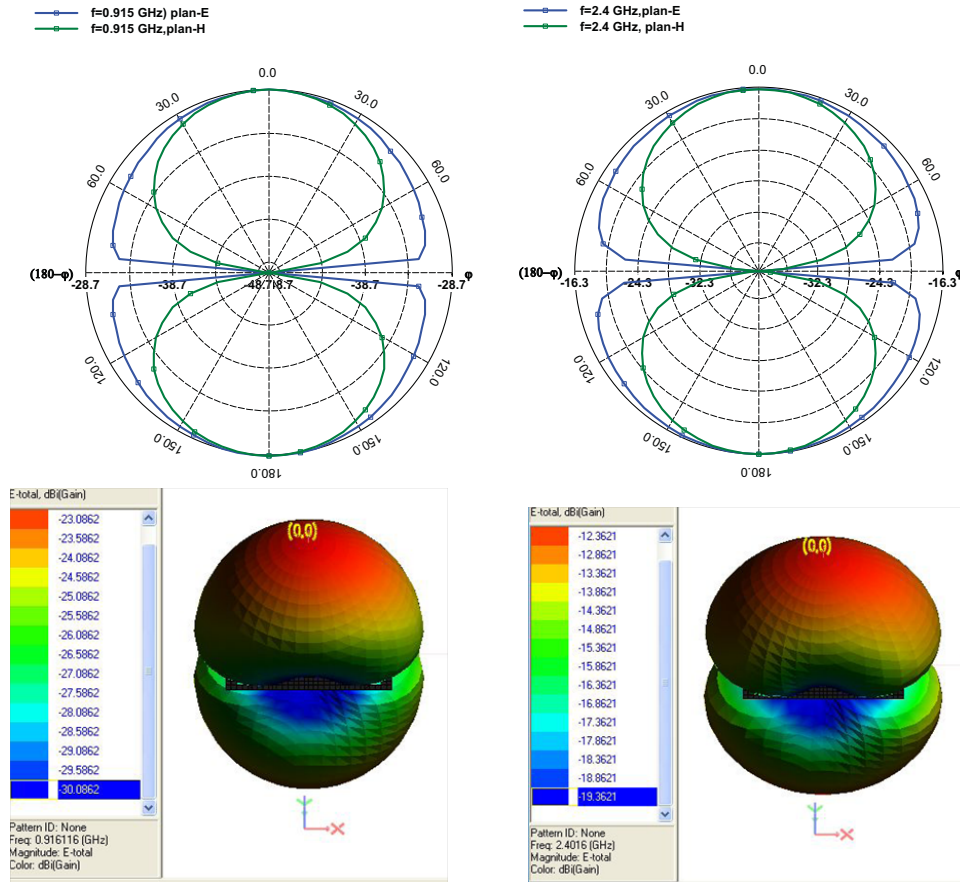 f=0.915 GHz) plan-E
f=0.915 GHz,plan-H
0.0
30.0
30.0
60.0
60.0
(180-φ)
φ
-28.7
-38.7
-48.7
-38.7
-28.7
120.0
120.0
150.0
150.0
180.0
f=2.4 GHz,plan-E
f=2.4 GHz, plan-H
0.0
30.0
30.0
60.0
60.0
(180-φ)
φ
-16.3
-24.3
-32.3
-32.3
-24.3
-16.3
120.0
120.0
150.0
150.0
180.0
E-total, dBi(Gain)
-23.0862
-23.5862
-24.0862
-24.5862
-25.0862
-25.5862
-26.0862
-26.5862
-27.0862
-27.5862
-28.0862
-28.5862
-29.0862
-29.5862
-30.0862
Pattern ID: None
Freq: 0.916116 (GHz)
Magnitude: E-total
Color: dBi(Gain)
(0,0)
Y
X
E-total, dBi(Gain)
-12.3621
-12.8621
-13.3621
-13.8621
-14.3621
-14.8621
-15.3621
-15.8621
-16.3621
-16.8621
-17.3621
-17.8621
-18.3621
-18.8621
-19.3621
Pattern ID: None
Freq: 2.4016 (GHz)
Magnitude: E-total
Color: dBi(Gain)
(0,0)
Y
X